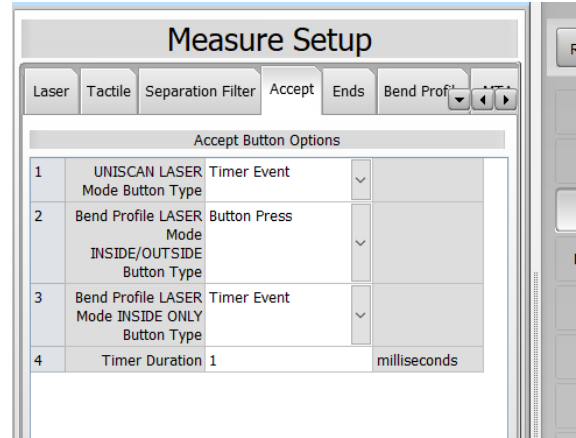 Measure Setup
Laser Tactile Separation Filter Accept Ends Bend
Accept Button Options
1 UNISCAN LASER Timer Event
Mode Button Type
2 Bend Profile LASER Button Press
Mode
INSIDE/OUTSIDE
Button Type
3 Bend Profile LASER Timer Event
Mode INSIDE ONLY
Button Type
4 Timer Duration 1 milliseconds